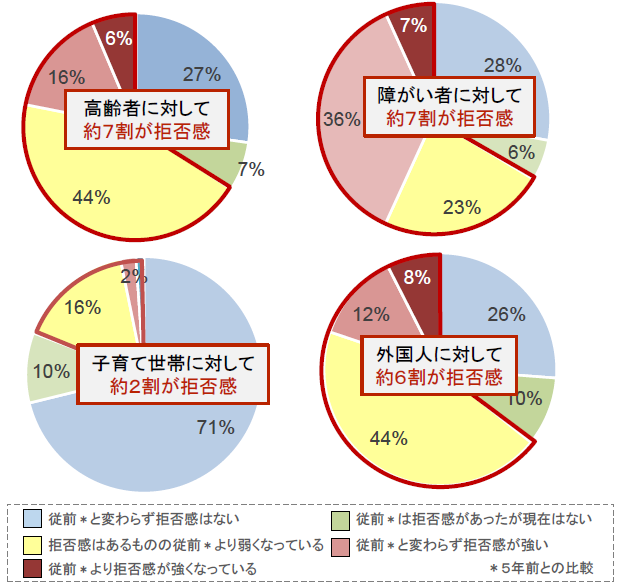 6%
27%
16%
高齢者に対して
約7割が拒否感
7%
44%
7%
28%
障がい者に対して
約7割が拒否感
36%
6%
23%
2%
16%
10%
子育て世帯に対して
約2割が拒否感
71%
8%
26%
12%
外国人に対して
約6割が拒否感
10%
44%
従前*と変わらず拒否感はない
従前*は拒否感があったが現在はない
拒否感はあるものの従前*より弱くなっている
従前*と変わらず拒否感が強い
従前*より拒否感が強くなっている
*5年前との比較